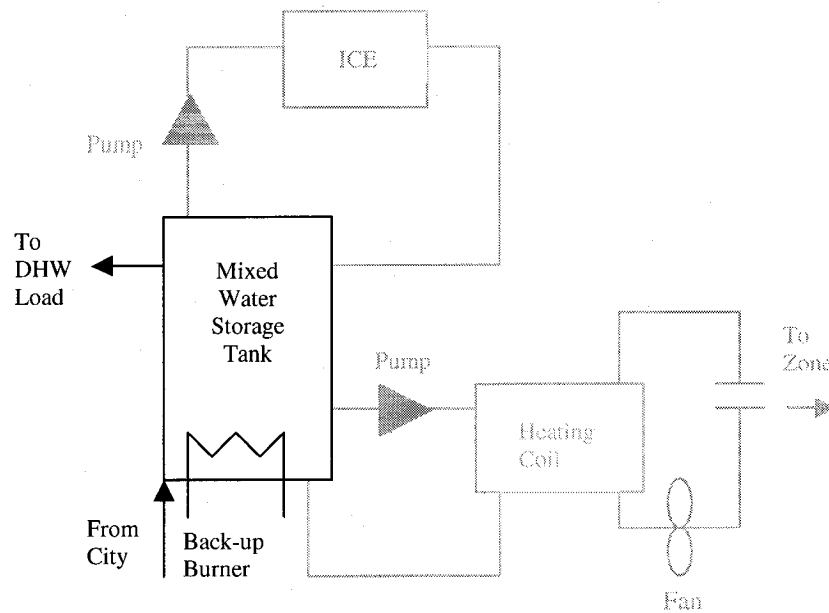 ICE
Pump
To
DHW
Load
Mixed
Water
Storage
Tank
Pump
To
Zone
Heating
Coil
From
City
Back-up
Burner
Fan